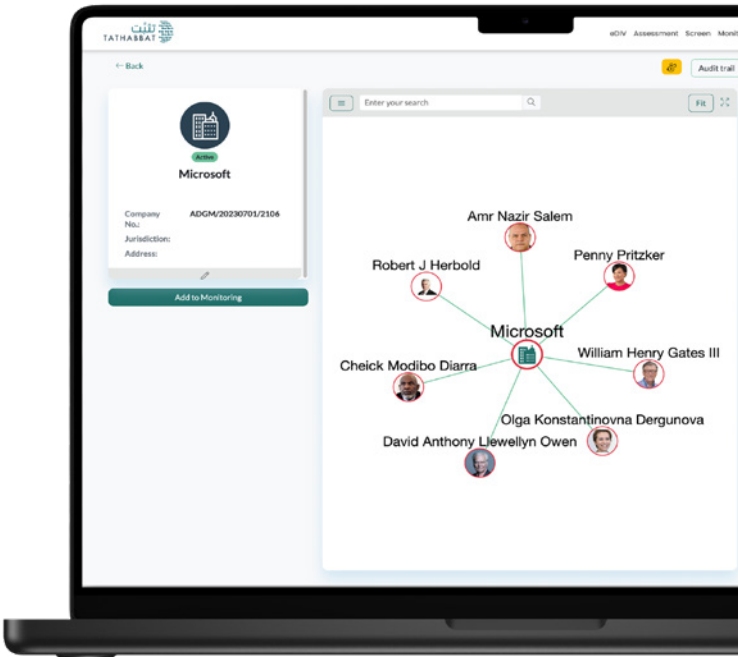 تثبّت
TATHABBAT
eDIV Assessment Screen Monit
← Back
Audit trail
Enter your search
Fit
Active
Microsoft
Company No.: ADGM/20230701/2106
Jurisdiction:
Address:
Add to Monitoring
Amr Nazir Salem
Penny Pritzker
Robert J Herbold
Microsoft
William Henry Gates III
Cheick Modibo Diarra
Olga Konstantinovna Dergunova
David Anthony Llewellyn Owen